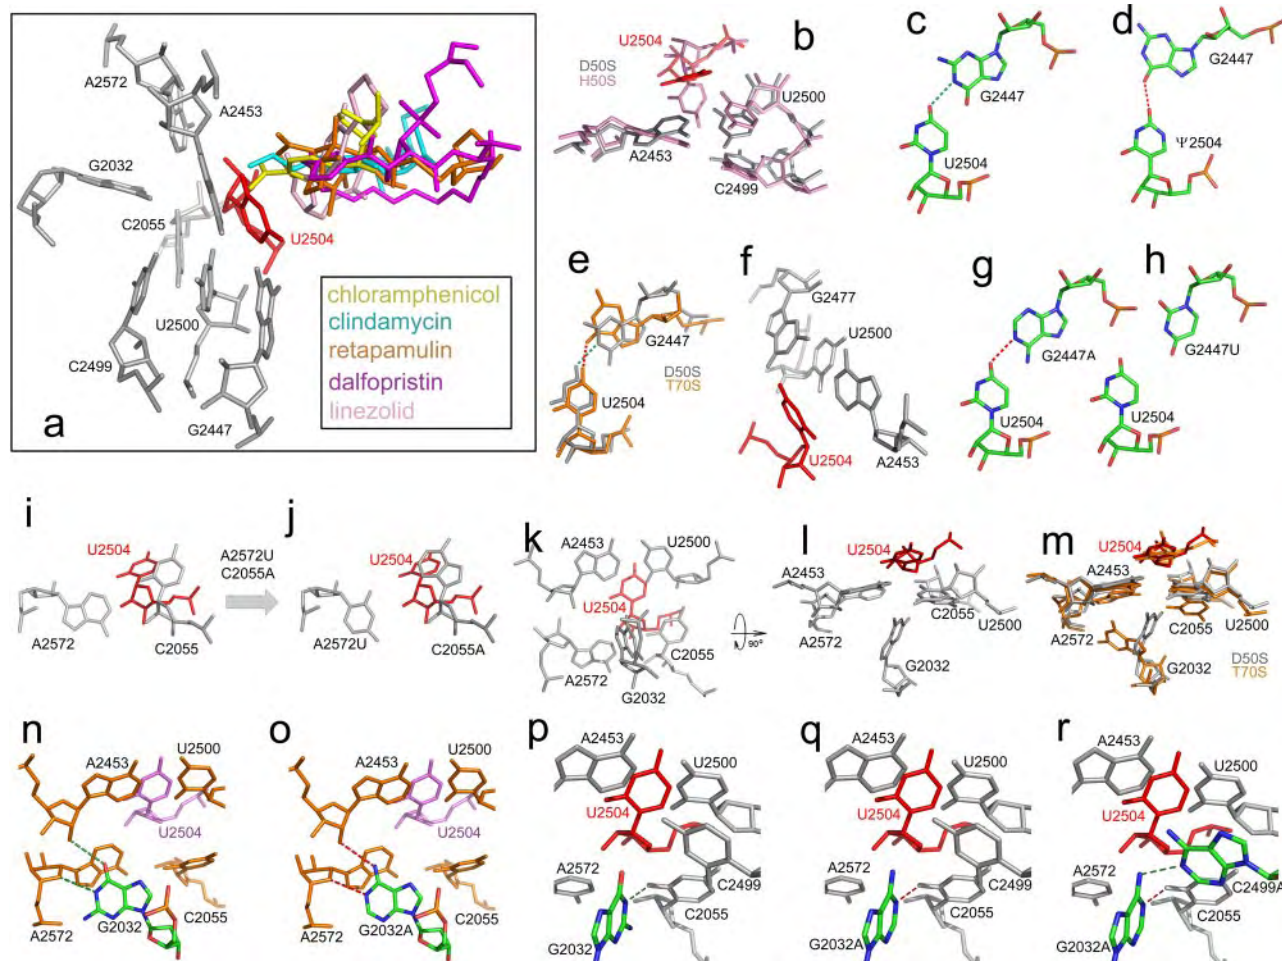 a
A2572
A2453
G2032
C2055
U2504
U2500
C2499
G2447
chloramphenicol
clindamycin
retapamulin
dalfopristin
linezolid
b
U2504
D50S
H50S
U2500
A2453
C2499
c
G2447
U2504
d
G2447
Ψ2504
e
G2447
D50S
T70S
U2504
f
G2477
U2500
U2504
A2453
g
G2447A
U2504
h
G2447U
U2504
i
U2504
A2572
C2055
A2572U
C2055A
j
U2504
A2572U
C2055A
k
A2453
U2500
U2504
C2055
A2572
G2032
90°
l
U2504
A2453
C2055
A2572
U2500
G2032
m
U2504
A2453
U2500
C2055
A2572
G2032
D50S
T70S
n
A2453
U2500
U2504
C2055
A2572
G2032
o
A2453
U2500
U2504
C2055
A2572
G2032A
p
A2453
U2500
U2504
A2572
C2499
C2055
G2032
q
A2453
U2500
U2504
A2572
C2499
C2055
G2032A
r
A2453
U2500
U2504
A2572
C2499A
C2055
G2032A